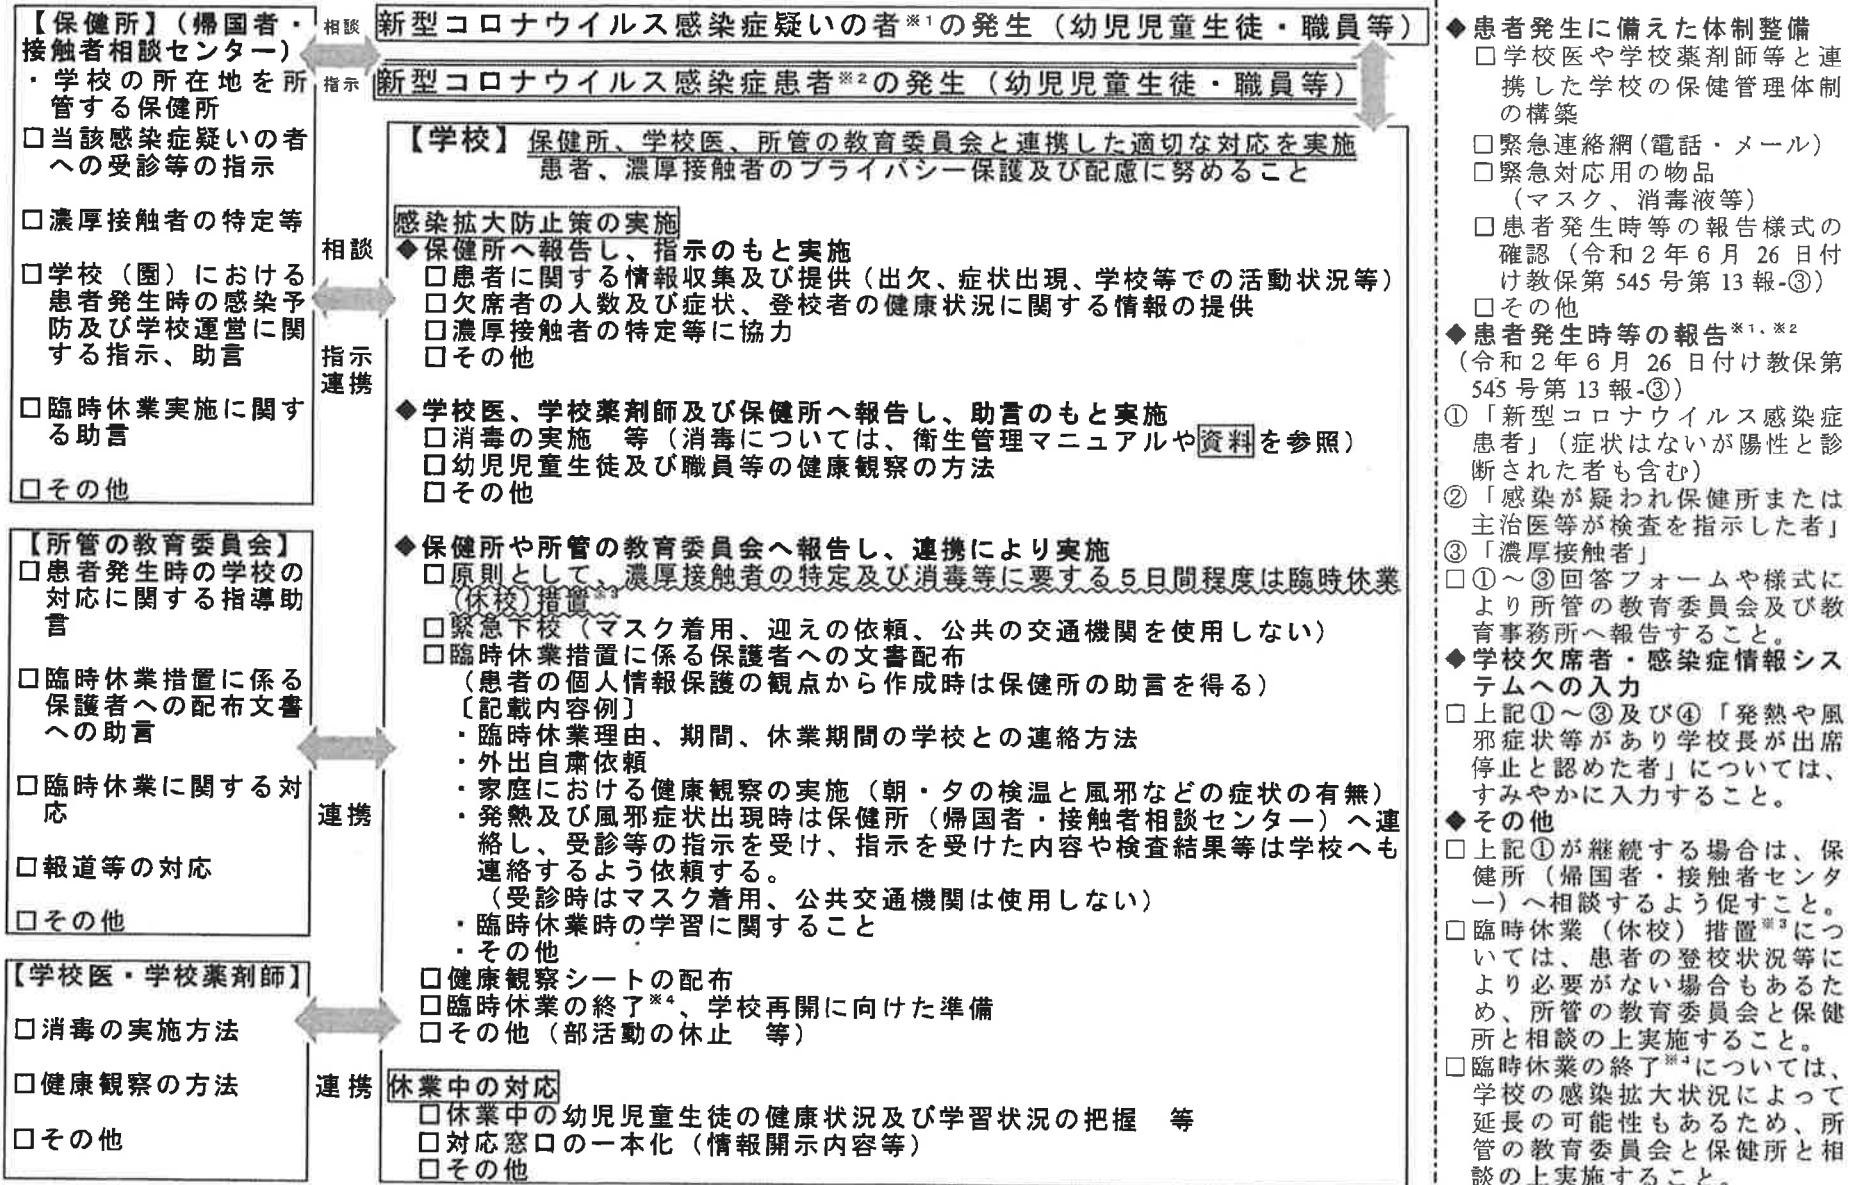 【保健所】（帰国者・
接触者相談センター）
・学校の所在地を所
管する保健所
□当該感染症疑いの者
への受診等の指示
□濃厚接触者の特定等
□学校（園）における
患者発生時の感染予
防及び学校運営に関
する指示、助言
□臨時休業実施に関す
る助言
□その他
【所管の教育委員会】
□患者発生時の学校の
対応に関する指導助
言
□臨時休業措置に係る
保護者への配布文書
への助言
□臨時休業に関する対
応
□報道等の対応
□その他
【学校医・学校薬剤師】
□消毒の実施方法
□健康観察の方法
□その他
相談
指示
相談
指示
連携
連携
連携
新型コロナウイルス感染症疑いの者※1の発生（幼児児童生徒・職員等）
新型コロナウイルス感染症患者※2の発生（幼児児童生徒・職員等）
【学校】保健所、学校医、所管の教育委員会と連携した適切な対応を実施
患者、濃厚接触者のプライバシー保護及び配慮に努めること
感染拡大防止策の実施
◆保健所へ報告し、指示のもと実施
□患者に関する情報収集及び提供（出欠、症状出現、学校等での活動状況等）
□欠席者の人数及び症状、登校者の健康状況に関する情報の提供
□濃厚接触者の特定等に協力
□その他
◆学校医、学校薬剤師及び保健所へ報告し、助言のもと実施
□消毒の実施　等（消毒については、衛生管理マニュアルや資料を参照）
□幼児児童生徒及び職員等の健康観察の方法
□その他
◆保健所や所管の教育委員会へ報告し、連携により実施
□原則として、濃厚接触者の特定及び消毒等に要する５日間程度は臨時休業
（休校）措置※3
□緊急下校（マスク着用、迎えの依頼、公共の交通機関を使用しない）
□臨時休業措置に係る保護者への文書配布
（患者の個人情報保護の観点から作成時は保健所の助言を得る）
〔記載内容例〕
・臨時休業理由、期間、休業期間の学校との連絡方法
・外出自粛依頼
・家庭における健康観察の実施（朝・夕の検温と風邪などの症状の有無）
・発熱及び風邪症状出現時は保健所（帰国者・接触者相談センター）へ連
絡し、受診等の指示を受け、指示を受けた内容や検査結果等は学校へも
連絡するよう依頼する。
（受診時はマスク着用、公共交通機関は使用しない）
・臨時休業時の学習に関すること
・その他
□健康観察シートの配布
□臨時休業の終了※4、学校再開に向けた準備
□その他（部活動の休止　等）
休業中の対応
□休業中の幼児児童生徒の健康状況及び学習状況の把握　等
□対応窓口の一本化（情報開示内容等）
□その他
◆患者発生に備えた体制整備
□学校医や学校薬剤師等と連
携した学校の保健管理体制
の構築
□緊急連絡網(電話・メール）
□緊急対応用の物品
（マスク、消毒液等）
□患者発生時等の報告様式の
確認（令和２年６月 26 日付
け教保第 545 号第 13 報-③）
□その他
◆患者発生時等の報告※1、※2
（令和２年６月 26 日付け教保第
545 号第 13 報-③）
①「新型コロナウイルス感染症
患者」（症状はないが陽性と診
断された者も含む）
②「感染が疑われ保健所または
主治医等が検査を指示した者」
③「濃厚接触者」
□①～③回答フォームや様式に
より所管の教育委員会及び教
育事務所へ報告すること。
◆学校欠席者・感染症情報シス
テムへの入力
□上記①～③及び④「発熱や風
邪症状等があり学校長が出席
停止と認めた者」については、
すみやかに入力すること。
◆その他
□上記①が継続する場合は、保
健所（帰国者・接触者センタ
ー）へ相談するよう促すこと。
□臨時休業（休校）措置※3につ
いては、患者の登校状況等に
より必要がない場合もあるた
め、所管の教育委員会と保健
所と相談の上実施すること。
□臨時休業の終了※4については、
学校の感染拡大状況によって
延長の可能性もあるため、所
管の教育委員会と保健所と相
談の上実施すること。